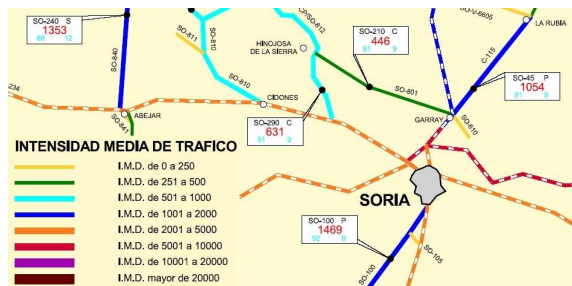 SO-240 S
1353
88 12
SO-840
SO-811
SO-810
CP/SO-812
HINOJOSA
DE LA SIERRA
SO-210 C
446
91 9
SO-V-6605
LA RUBIA
C-115
SO-45 P
1054
91 9
SO-801
SO-810
CIDONES
234
SO-841
ABEJAR
SO-290 C
631
91 9
GARRAY
SO-610
INTENSIDAD MEDIA DE TRAFICO
I.M.D. de 0 a 250
I.M.D. de 251 a 500
I.M.D. de 501 a 1000
I.M.D. de 1001 a 2000
I.M.D. de 2001 a 5000
I.M.D. de 5001 a 10000
I.M.D. de 10001 a 20000
I.M.D. mayor de 20000
SORIA
SO-100 P
1469
92 8
SO-100
SO-105